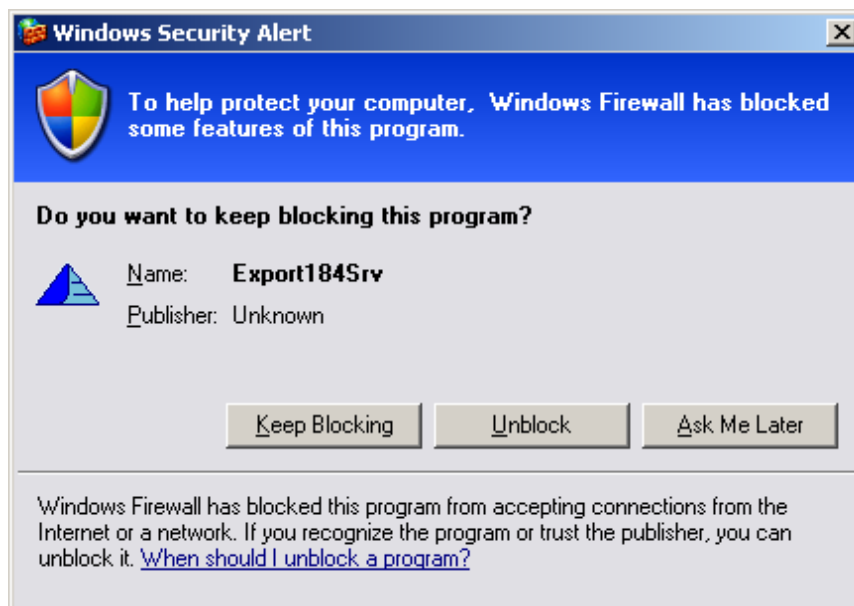 Windows Security Alert
To help protect your computer, Windows Firewall has blocked
some features of this program.
Do you want to keep blocking this program?
Name: Export184Srv
Publisher: Unknown
Keep Blocking Unblock Ask Me Later
Windows Firewall has blocked this program from accepting connections from the
Internet or a network. If you recognize the program or trust the publisher, you can
unblock it. When should I unblock a program?